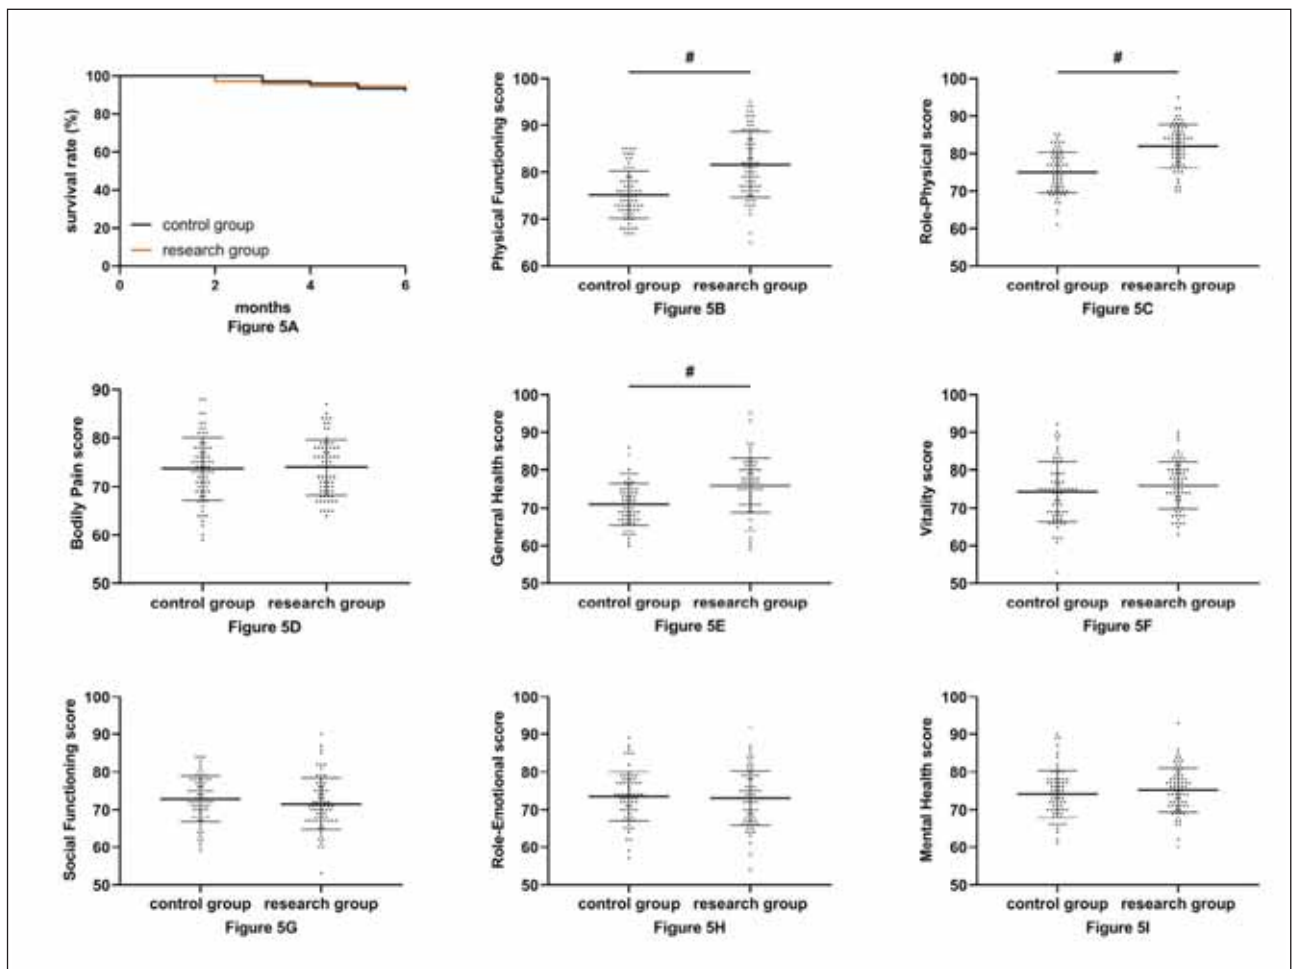 100
80
60
40
20
0
0
2
4
6
survival rate (%)
control group
research group
months
Figure 5A
#
100
90
80
70
60
Physical Functioning score
control group
research group
Figure 5B
#
100
90
80
70
60
50
Role-Physical score
control group
research group
Figure 5C
90
80
70
60
50
Bodily Pain score
control group
research group
Figure 5D
#
100
90
80
70
60
50
General Health score
control group
research group
Figure 5E
100
90
80
70
60
50
Vitality score
control group
research group
Figure 5F
100
90
80
70
60
50
Social Functioning score
control group
research group
Figure 5G
100
90
80
70
60
50
Role-Emotional score
control group
research group
Figure 5H
100
90
80
70
60
50
Mental Health score
control group
research group
Figure 5I